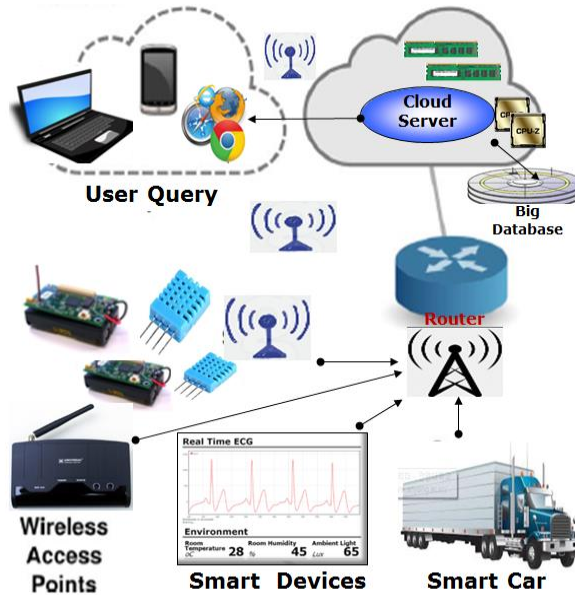 Cloud
Server
CPU-Z
User Query
Big
Database
Router
Real Time ECG
Environment
Room
Temperature 28
Room Humidity
% 45
Ambient Light
Lux 65
oC
Wireless
Access
Points
Smart Devices
Smart Car